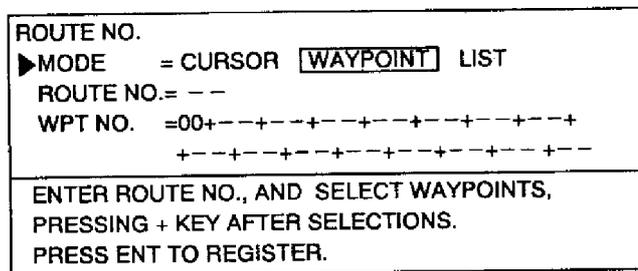 ROUTE NO.
▶MODE = CURSOR WAYPOINT LIST
ROUTE NO.= – –
WPT NO. =00+––+––+––+––+––+––+––+
+––+––+––+––+––+––+––+––
ENTER ROUTE NO., AND SELECT WAYPOINTS,
PRESSING + KEY AFTER SELECTIONS.
PRESS ENT TO REGISTER.